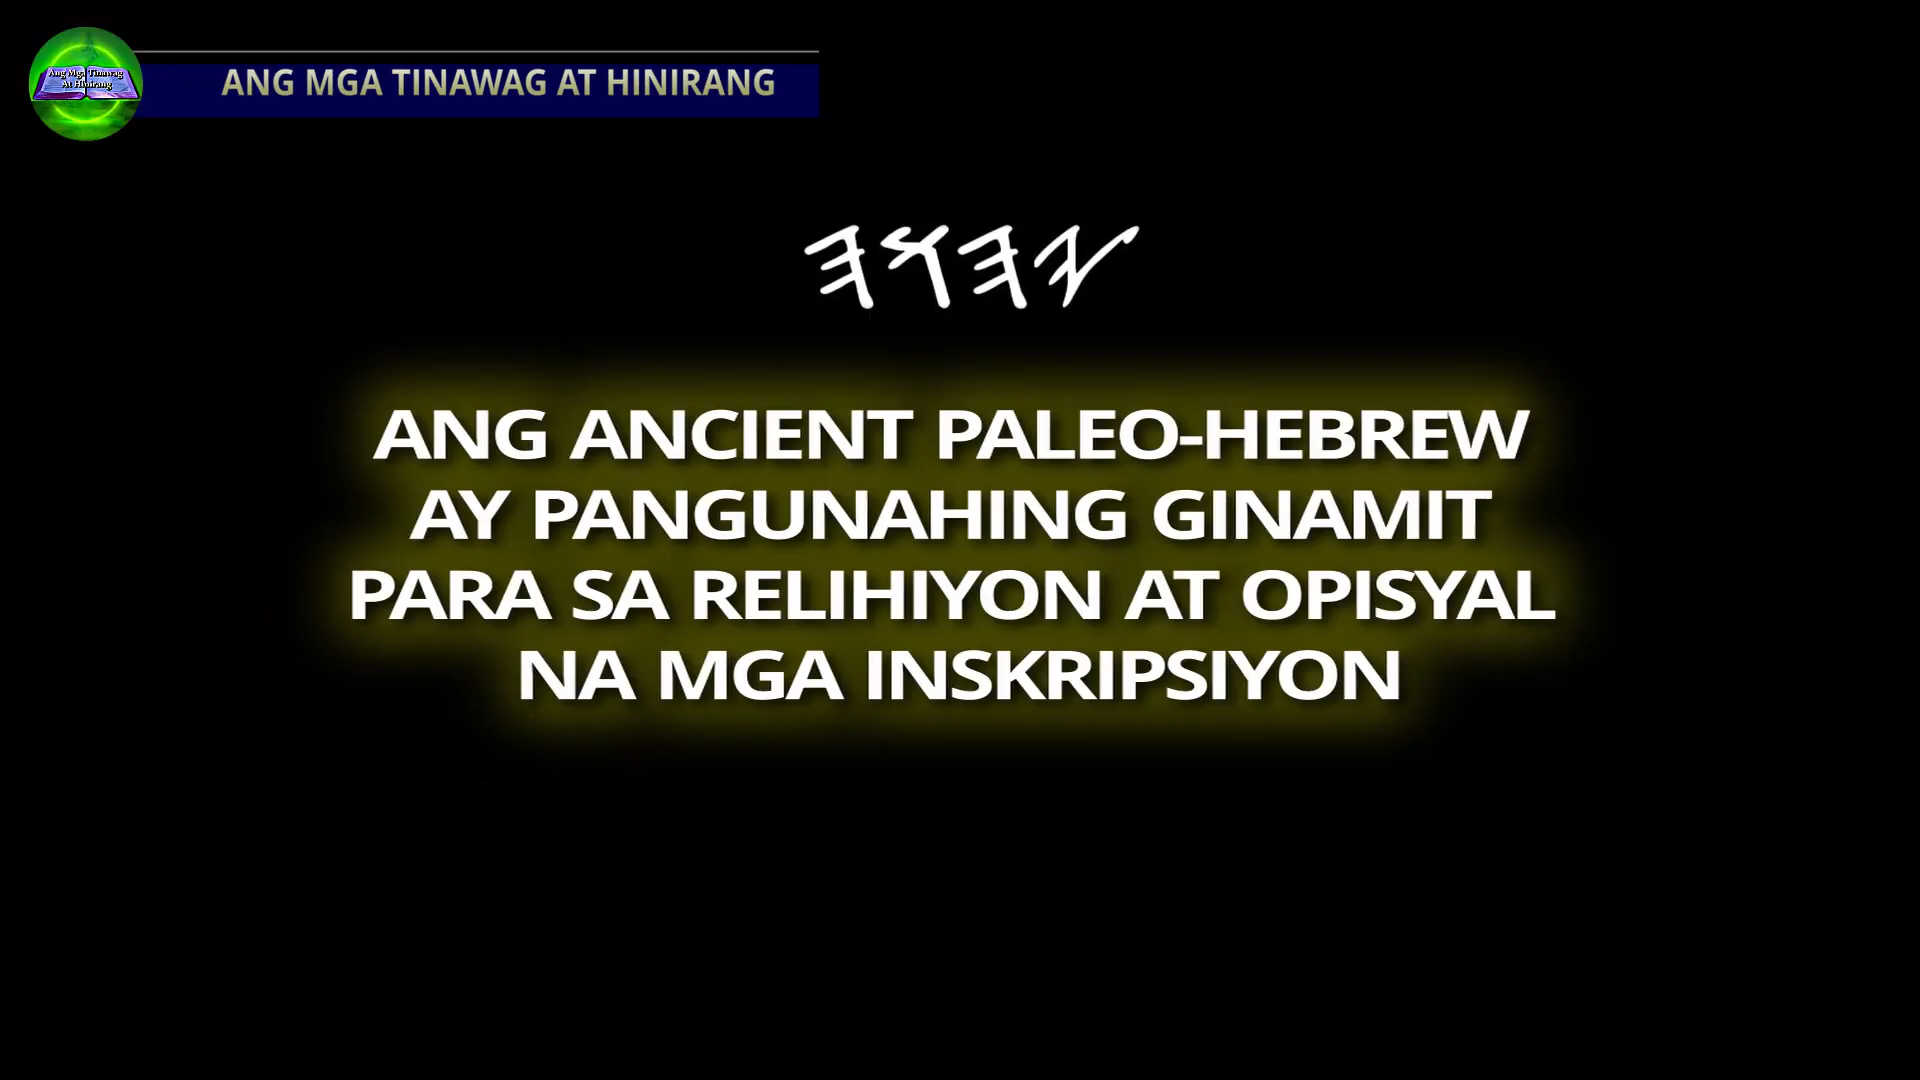 Ang Mga Tinawag
At Hinirang
ANG MGA TINAWAG AT HINIRANG
𐤉𐤄𐤅𐤄
ANG ANCIENT PALEO-HEBREW
AY PANGUNAHING GINAMIT
PARA SA RELIHIYON AT OPISYAL
NA MGA INSKRIPSIYON